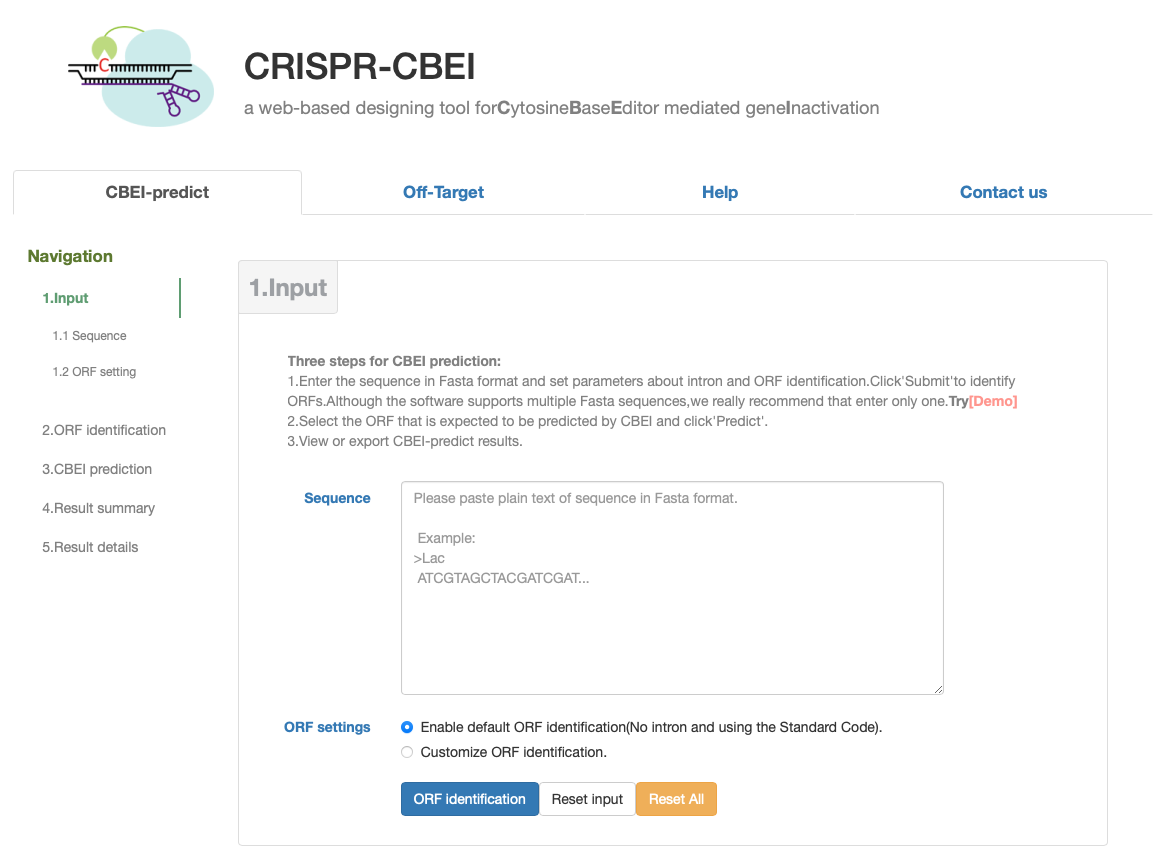 C
CRISPR-CBEI
a web-based designing tool forCytosineBaseEditor mediated geneInactivation
CBEI-predict
Off-Target
Help
Contact us
Navigation
1.Input
1.1 Sequence
1.2 ORF setting
2.ORF identification
3.CBEI prediction
4.Result summary
5.Result details
1.Input
Three steps for CBEI prediction:
1.Enter the sequence in Fasta format and set parameters about intron and ORF identification.Click'Submit'to identify
ORFs.Although the software supports multiple Fasta sequences,we really recommend that enter only one.Try[Demo]
2.Select the ORF that is expected to be predicted by CBEI and click'Predict'.
3.View or export CBEI-predict results.
Sequence
Please paste plain text of sequence in Fasta format.
Example:
>Lac
ATCGTAGCTACGATCGAT...
ORF settings
Enable default ORF identification(No intron and using the Standard Code).
Customize ORF identification.
ORF identification
Reset input
Reset All